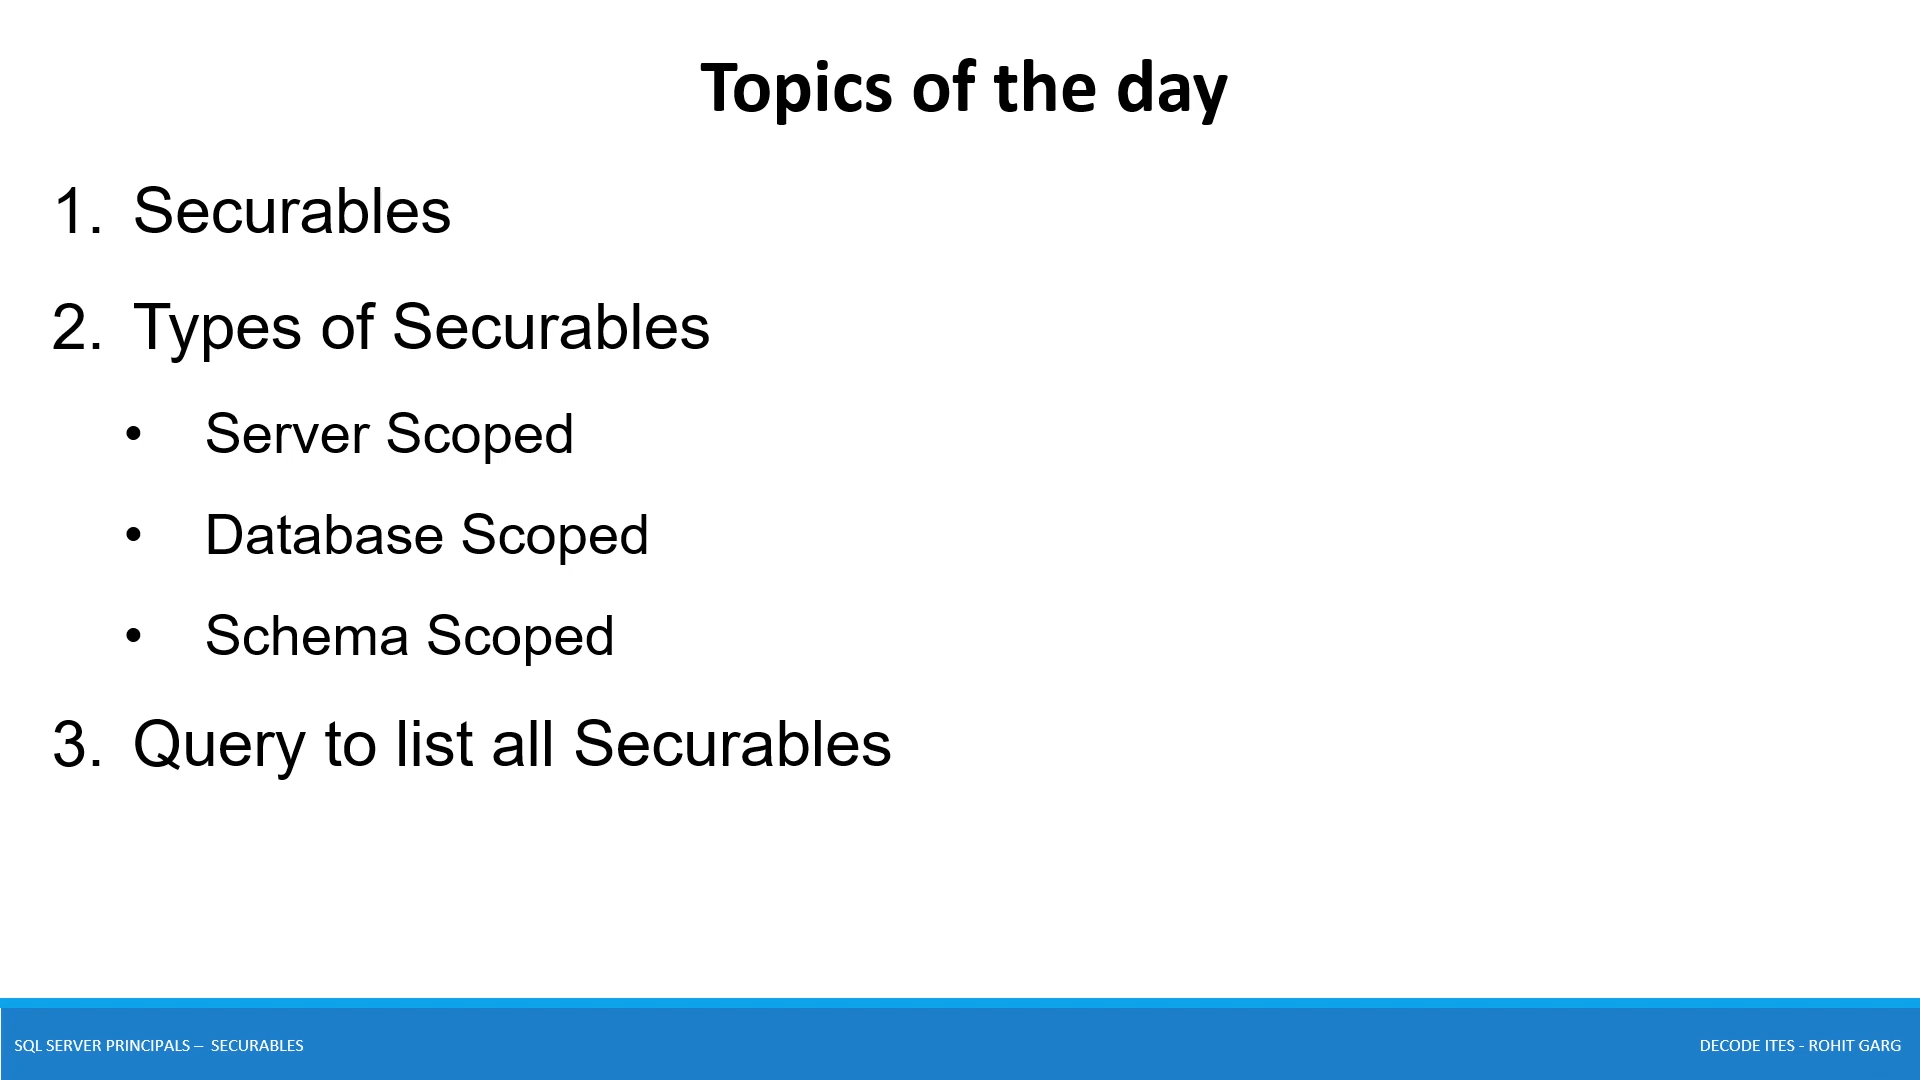 Topics of the day
1. Securables
2. Types of Securables
• Server Scoped
• Database Scoped
• Schema Scoped
3. Query to list all Securables
SQL SERVER PRINCIPALS – SECURABLES
DECODE ITES - ROHIT GARG